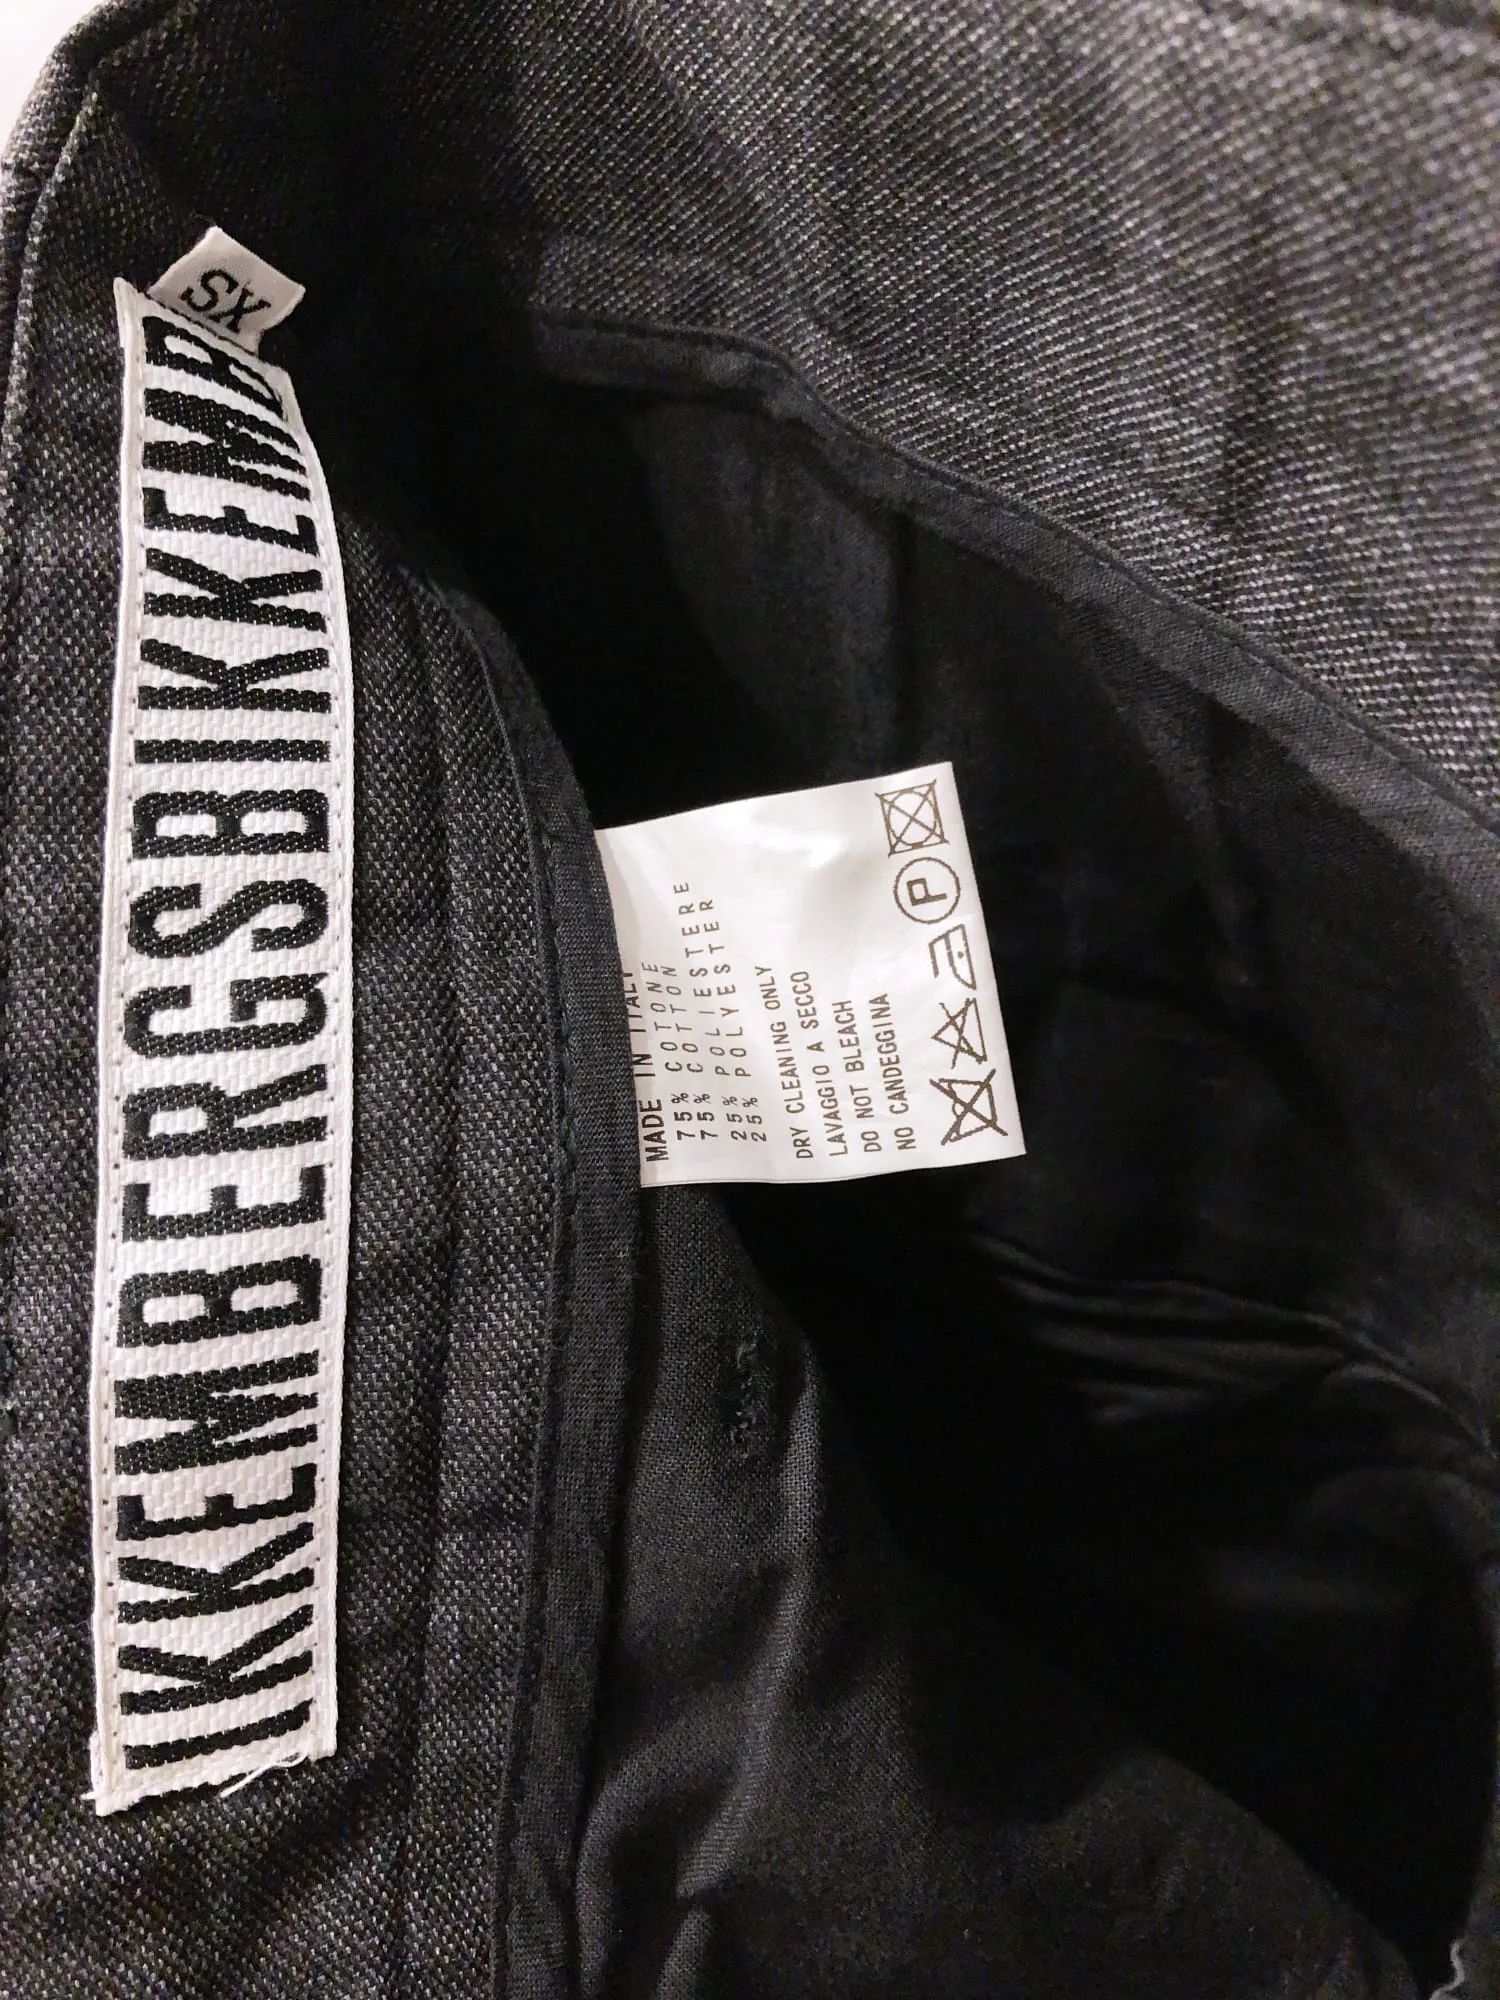 XS
IKKEMBERGSBIKKEMB
MADE IN ITALY
75% COTONE
75% COTTON
25% POLIESTERE
25% POLYESTER
DRY CLEANING ONLY
LAVAGGIO A SECCO
DO NOT BLEACH
NO CANDEGGINA
P